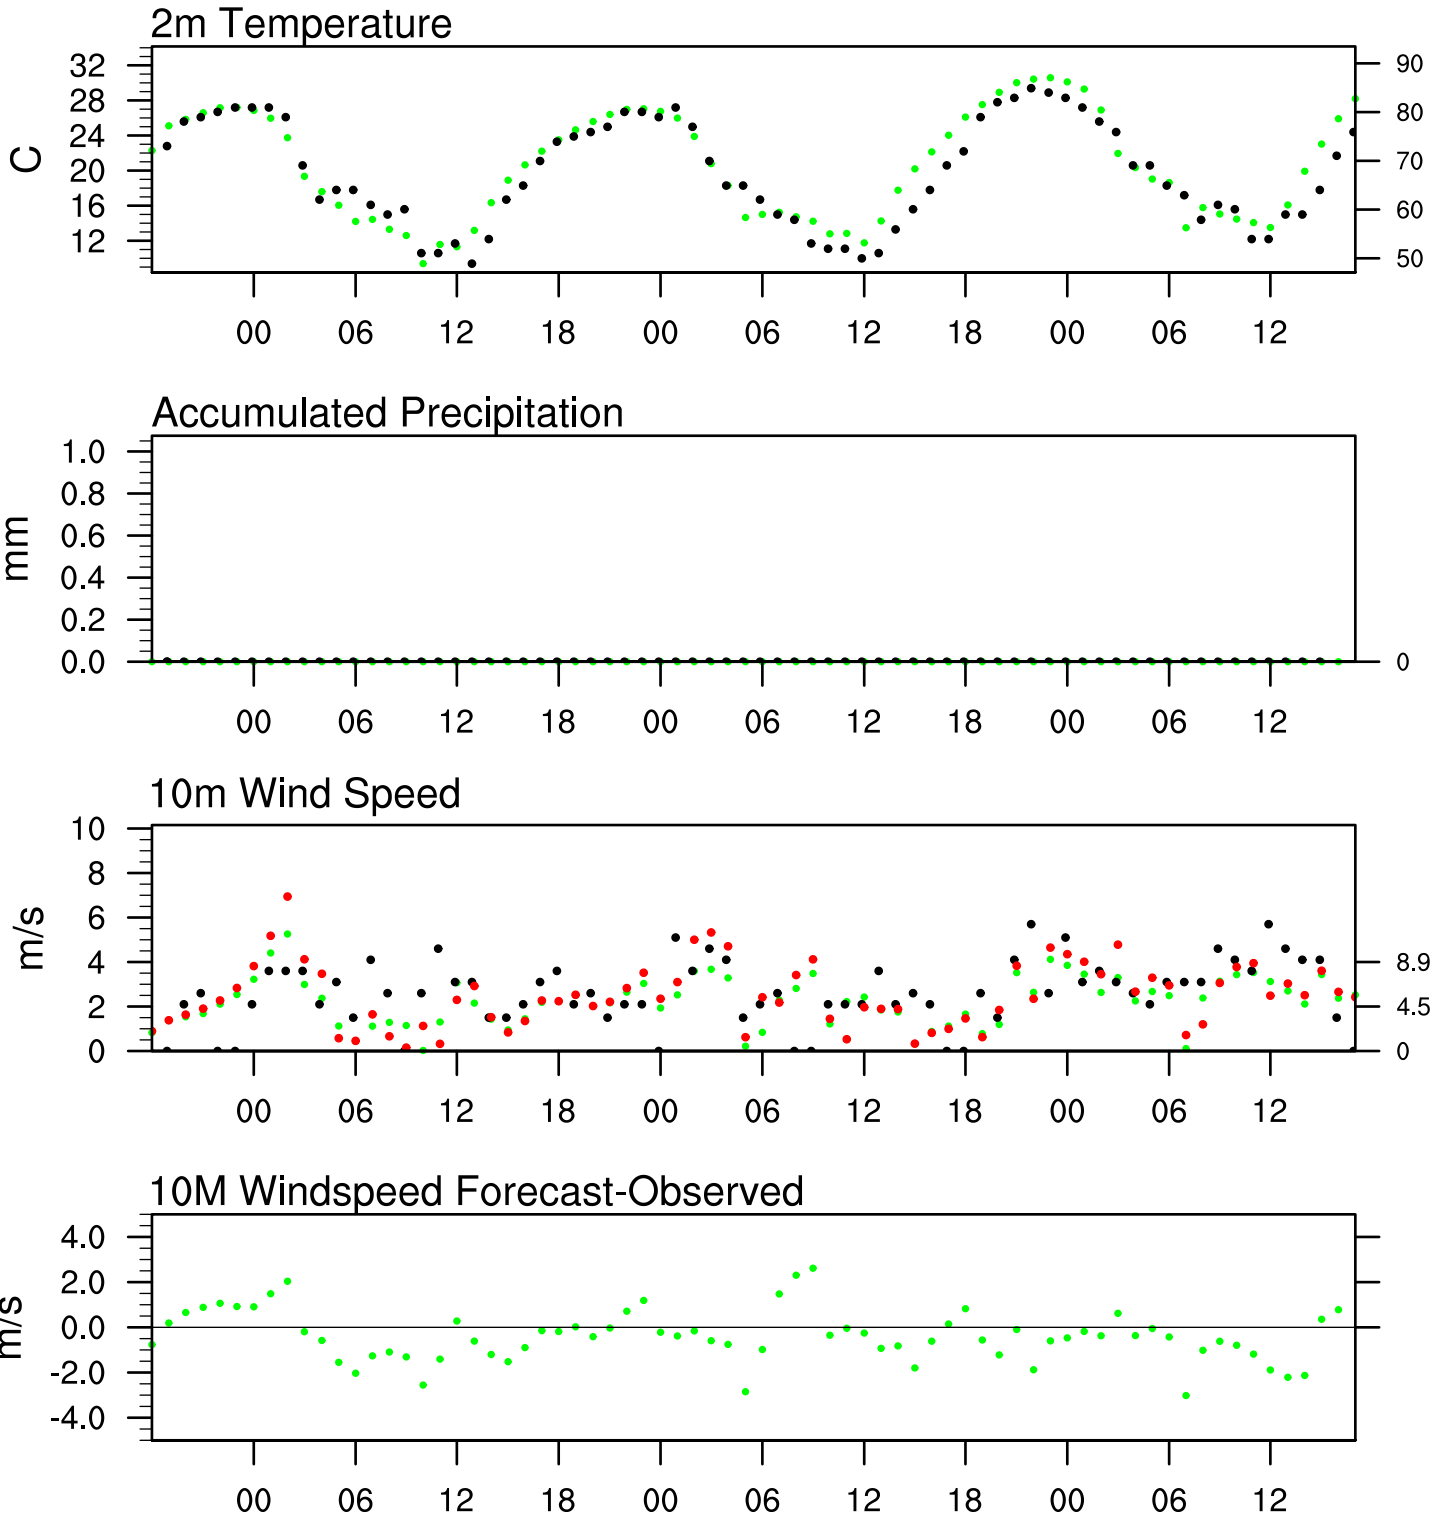 2m Temperature
32
28
24
20
16
12
C
90
80
70
60
50
00 06 12 18 00 06 12 18 00 06 12
Accumulated Precipitation
1.0
0.8
0.6
0.4
0.2
0.0
mm
0
00 06 12 18 00 06 12 18 00 06 12
10m Wind Speed
10
8
6
4
2
0
m/s
8.9
4.5
0
00 06 12 18 00 06 12 18 00 06 12
10M Windspeed Forecast-Observed
4.0
2.0
0.0
-2.0
-4.0
m/s
00 06 12 18 00 06 12 18 00 06 12